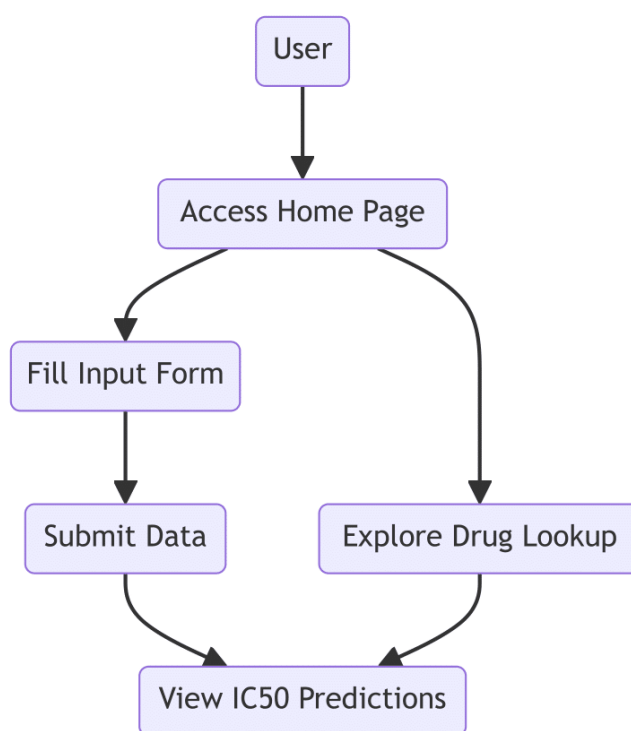 User
Access Home Page
Fill Input Form
Submit Data
Explore Drug Lookup
View IC50 Predictions